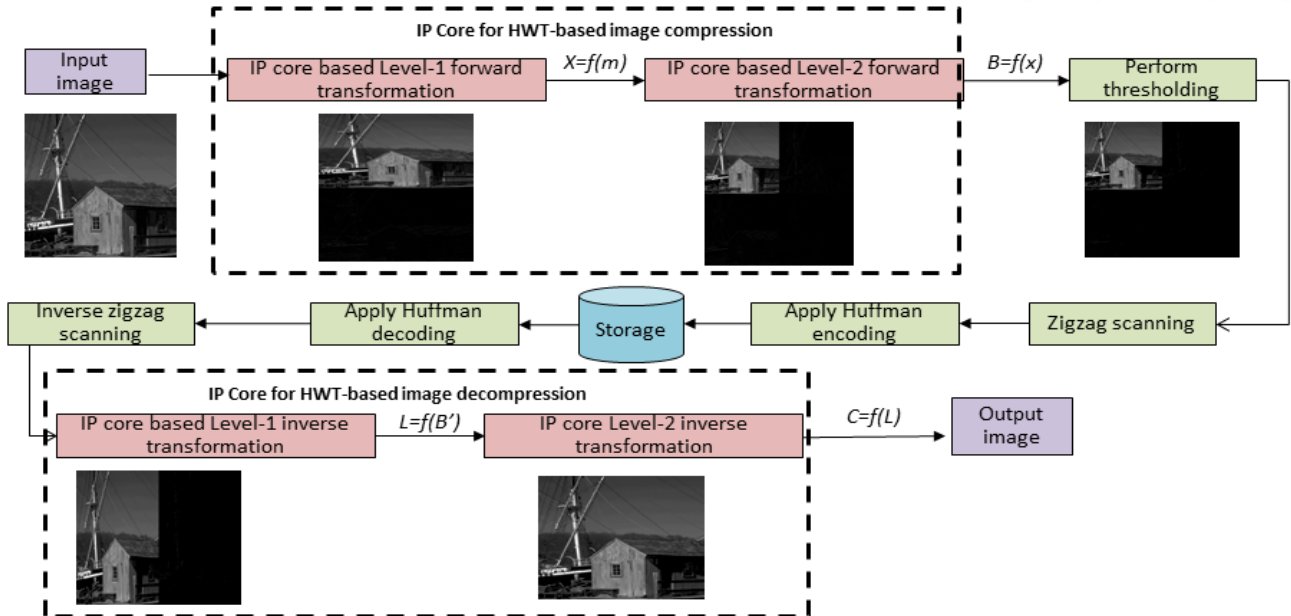 IP Core for HWT-based image compression
Input
image
IP core based Level-1 forward
transformation
X=f(m)
IP core based Level-2 forward
transformation
B=f(x)
Perform
thresholding
Inverse zigzag
scanning
Apply Huffman
decoding
Storage
Apply Huffman
encoding
Zigzag scanning
IP Core for HWT-based image decompression
IP core based Level-1 inverse
transformation
L=f(B’)
IP core Level-2 inverse
transformation
C=f(L)
Output
image